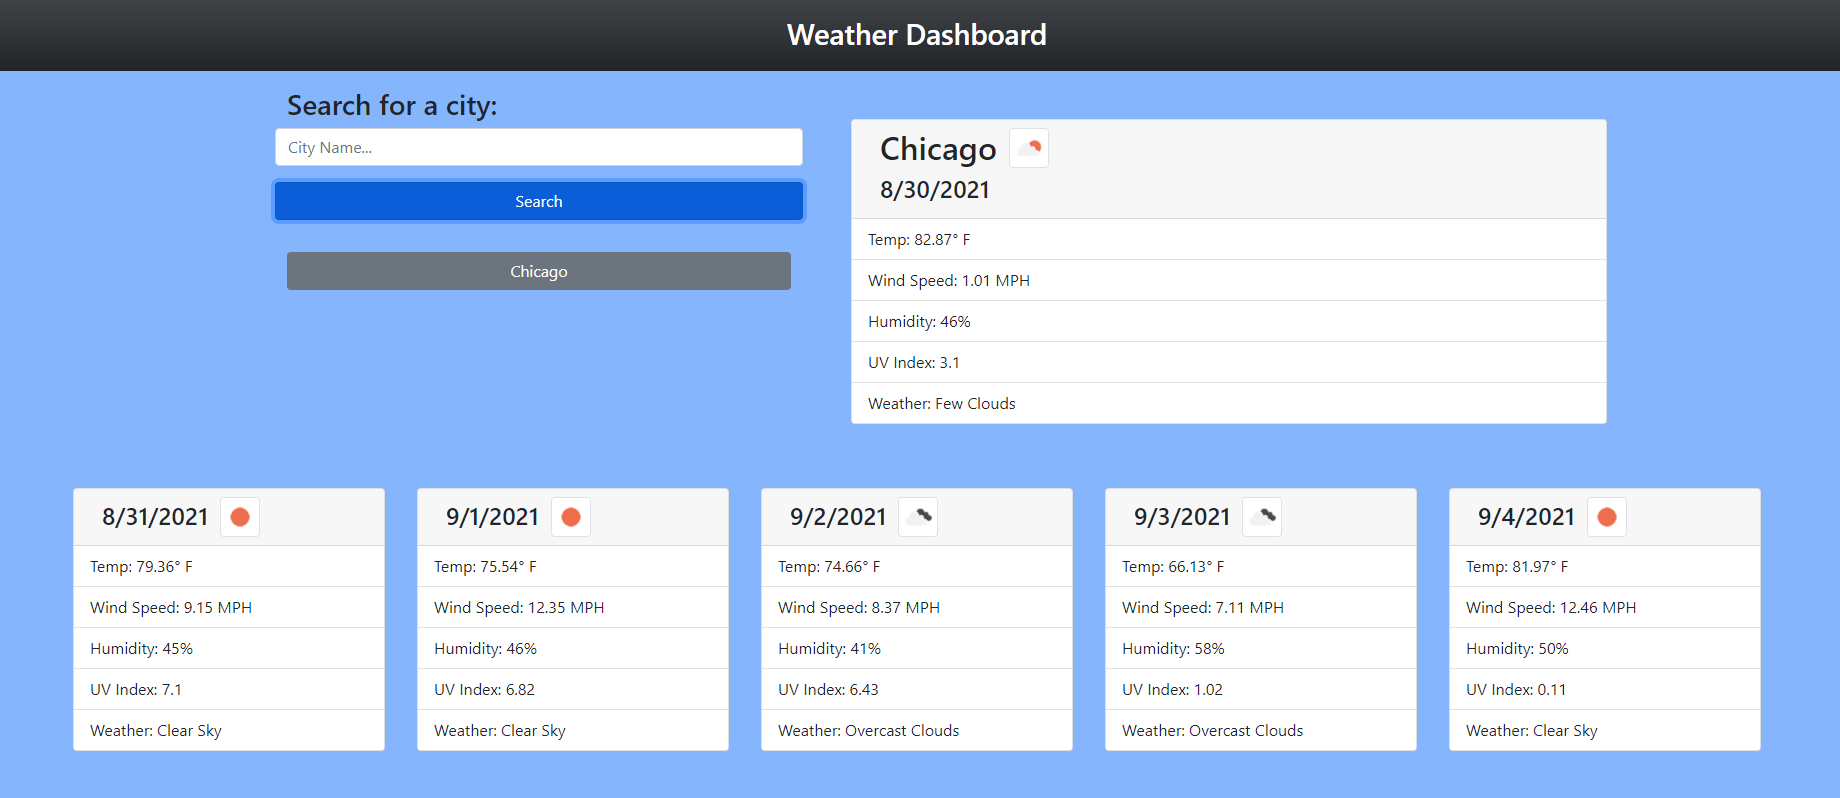 Weather Dashboard
Search for a city:
City Name...
Search
Chicago
Chicago
8/30/2021
Temp: 82.87° F
Wind Speed: 1.01 MPH
Humidity: 46%
UV Index: 3.1
Weather: Few Clouds
8/31/2021
Temp: 79.36° F
Wind Speed: 9.15 MPH
Humidity: 45%
UV Index: 7.1
Weather: Clear Sky
9/1/2021
Temp: 75.54° F
Wind Speed: 12.35 MPH
Humidity: 46%
UV Index: 6.82
Weather: Clear Sky
9/2/2021
Temp: 74.66° F
Wind Speed: 8.37 MPH
Humidity: 41%
UV Index: 6.43
Weather: Overcast Clouds
9/3/2021
Temp: 66.13° F
Wind Speed: 7.11 MPH
Humidity: 58%
UV Index: 1.02
Weather: Overcast Clouds
9/4/2021
Temp: 81.97° F
Wind Speed: 12.46 MPH
Humidity: 50%
UV Index: 0.11
Weather: Clear Sky